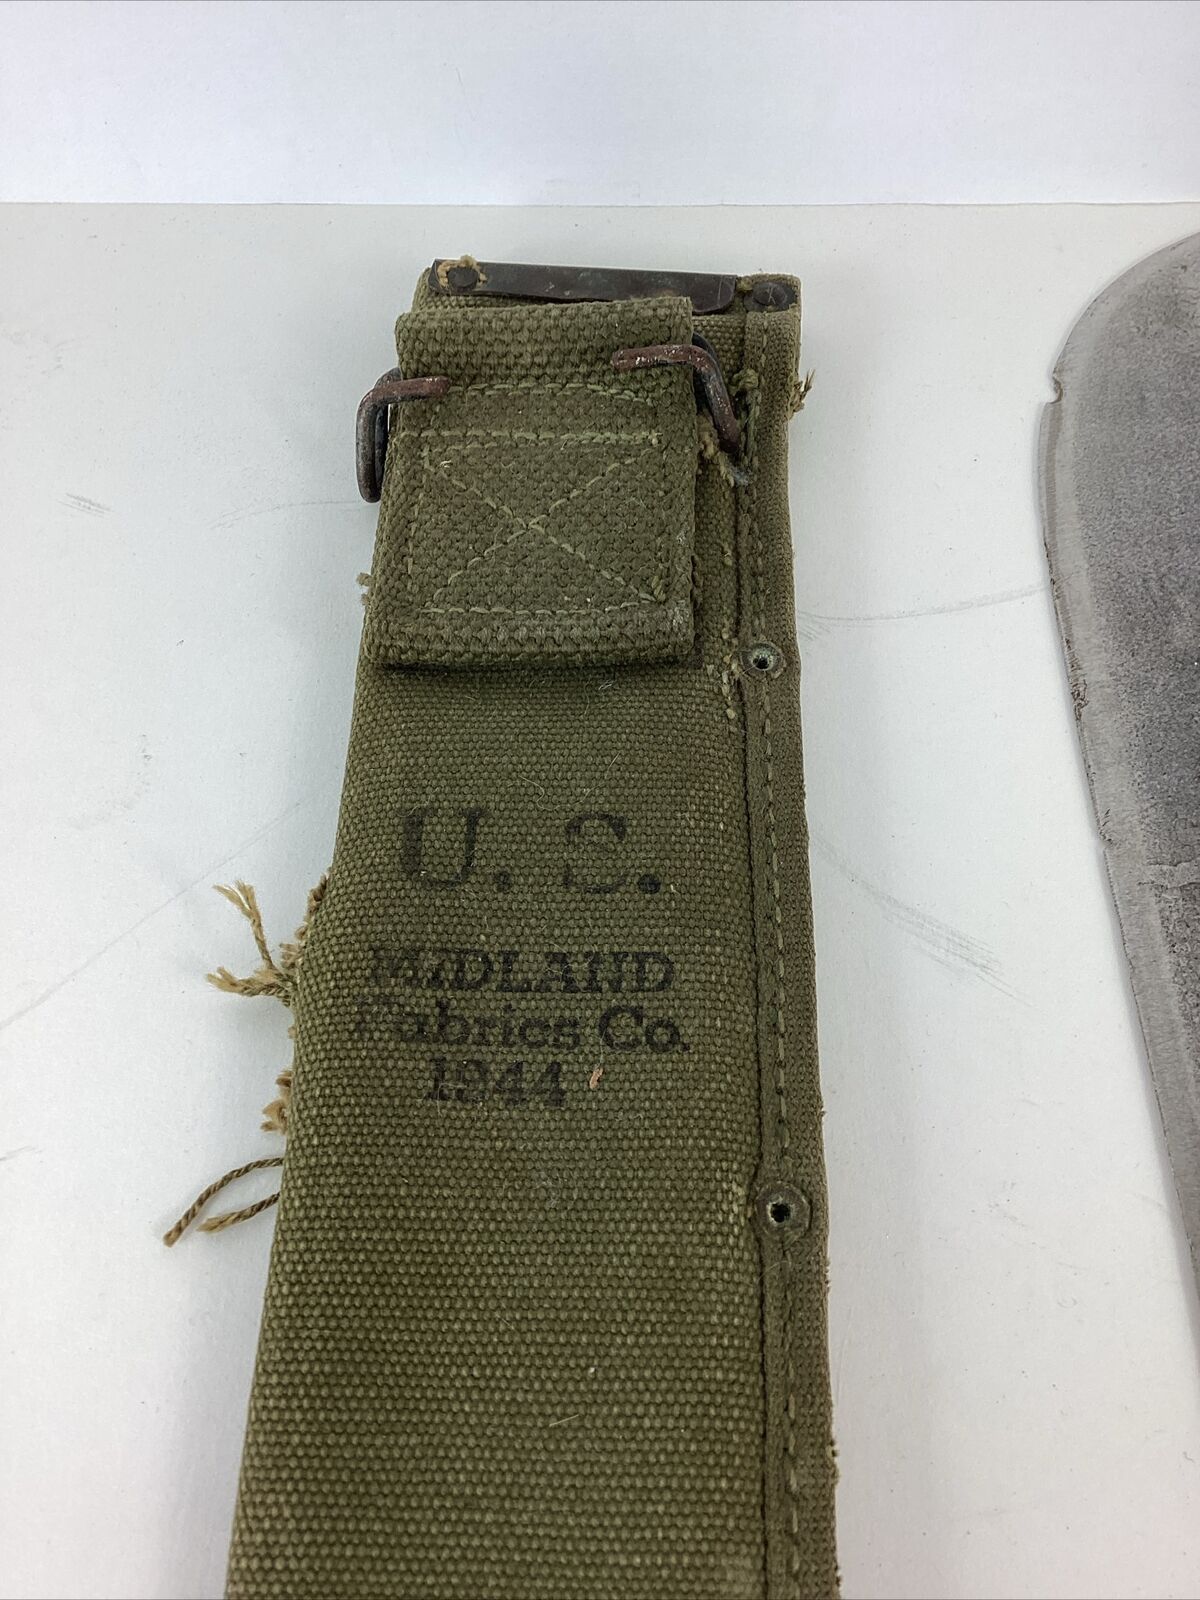 U. S.
MiDLAND
Fabrics Co.
1944